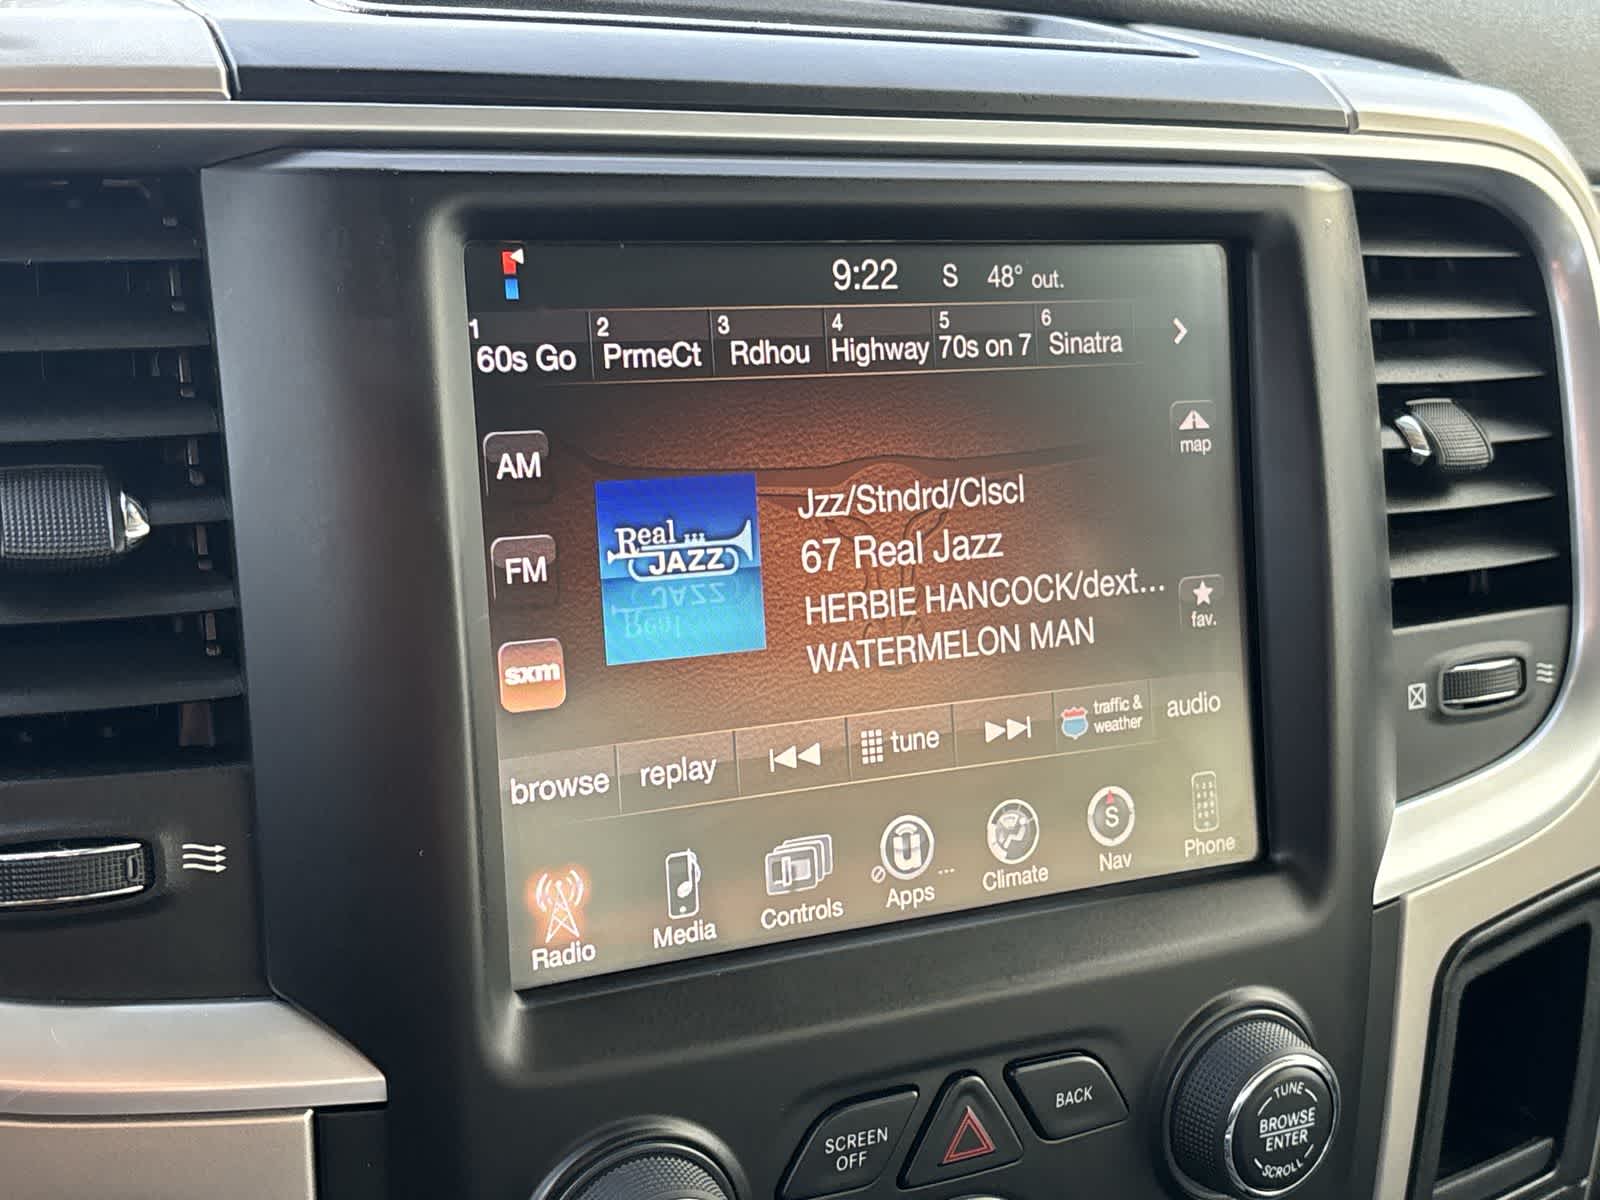 9:22 S 48° out.
1 2 3 4 5 6
60s Go PrmeCt Rdhou Highway 70s on 7 Sinatra
AM
map
Jzz/Stndrd/Clscl
Real...
JAZZ
67 Real Jazz
FM
HERBIE HANCOCK/dext...
fav.
WATERMELON MAN
sxm
browse replay tune traffic & weather audio
Radio Media Controls Apps ... Climate S Nav Phone
SCREEN
OFF
BACK
TUNE
BROWSE
ENTER
SCROLL